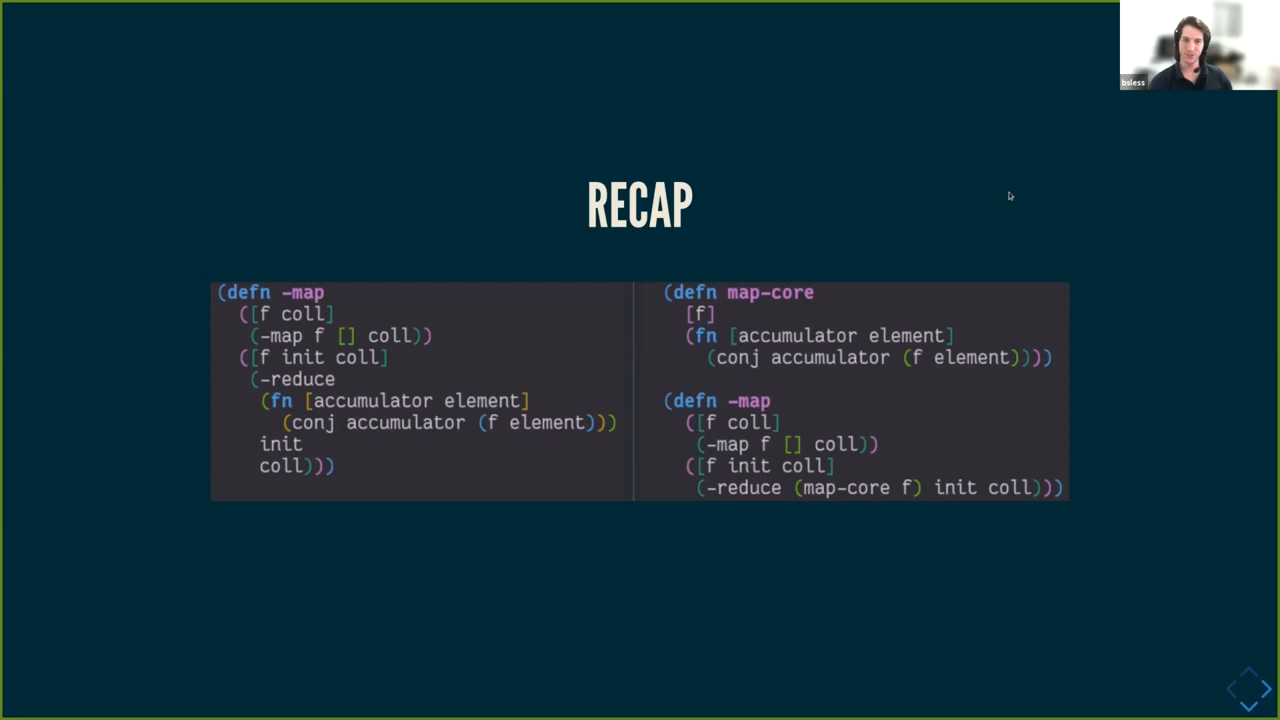 bsless
RECAP
(defn -map
([f coll]
(-map f [] coll))
([f init coll]
(-reduce
(fn [accumulator element]
(conj accumulator (f element)))
init
coll)))
(defn map-core
[f]
(fn [accumulator element]
(conj accumulator (f element))))
(defn -map
([f coll]
(-map f [] coll))
([f init coll]
(-reduce (map-core f) init coll)))